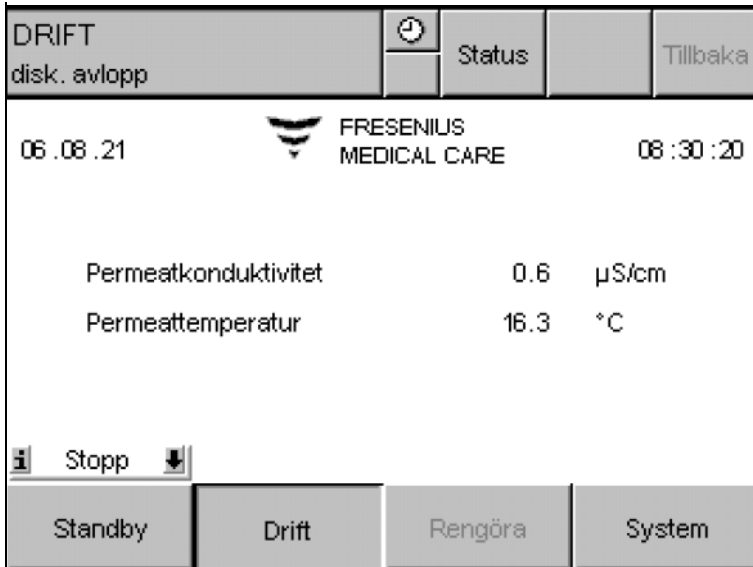 DRIFT
disk. avlopp
Status
Tillbaka
06.08.21
FRESENIUS
MEDICAL CARE
08:30:20
Permeatkonduktivitet 0.6 µS/cm
Permeattemperatur 16.3 °C
i Stopp
Standby
Drift
Rengöra
System